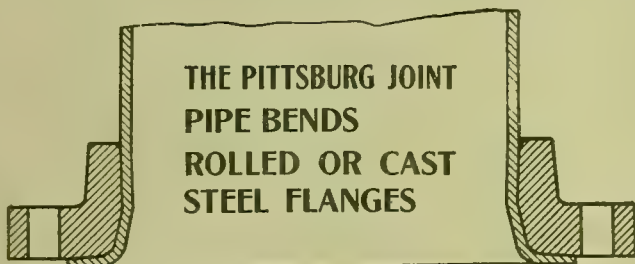 THE PITTSBURG JOINT
PIPE BENDS
ROLLED OR CAST
STEEL FLANGES